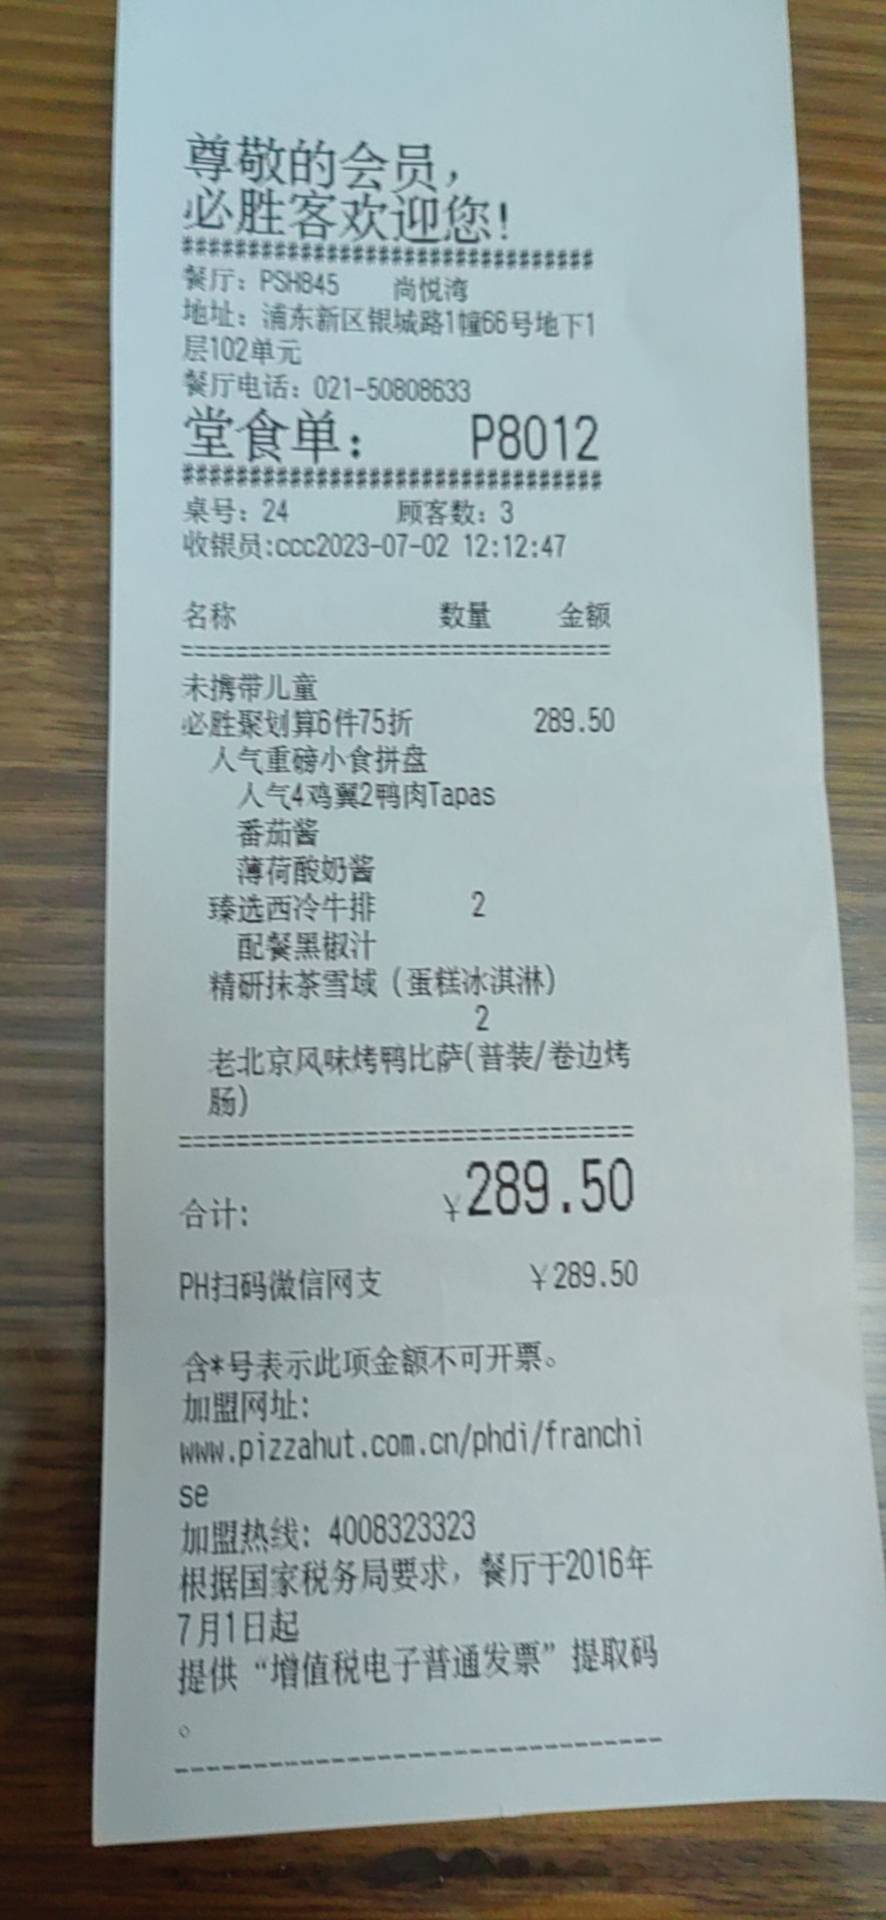 尊敬的会员，
必胜客欢迎您!
###############################
餐厅：PSH845 尚悦湾
地址：浦东新区银城路1幢66号地下1
层102单元
餐厅电话：021-50808633
堂食单： P8012
###############################
桌号：24 顾客数：3
收银员:ccc2023-07-02 12:12:47
名称 数量 金额
===============================
未携带儿童
必胜聚划算6件75折 289.50
人气重磅小食拼盘
人气4鸡翼2鸭肉Tapas
番茄酱
薄荷酸奶酱
臻选西冷牛排 2
配餐黑椒汁
精研抹茶雪域（蛋糕冰淇淋）
2
老北京风味烤鸭比萨(普装/卷边烤
肠)
===============================
合计: ¥289.50
PH扫码微信网支 ¥289.50
含*号表示此项金额不可开票。
加盟网址:
www.pizzahut.com.cn/phdi/franchi
se
加盟热线: 4008323323
根据国家税务局要求，餐厅于2016年
7月1日起
提供“增值税电子普通发票”提取码
。
-------------------------------